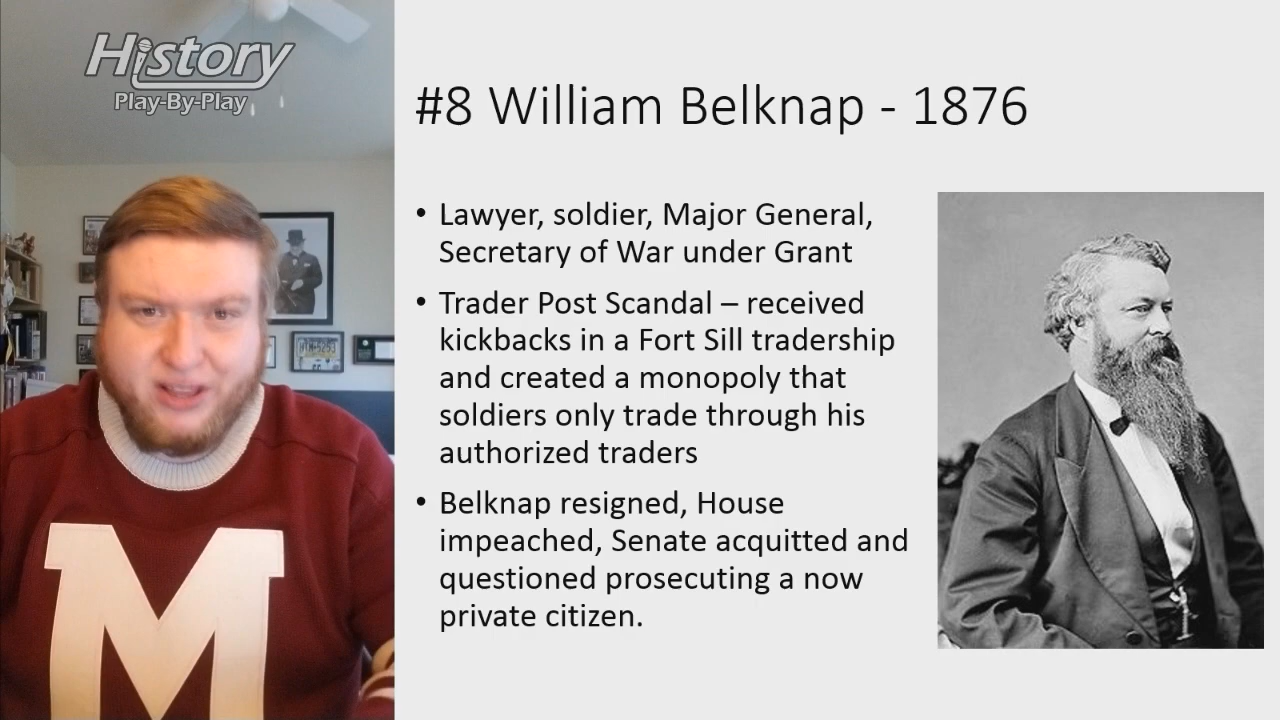 History
Play-By-Play
#8 William Belknap - 1876
• Lawyer, soldier, Major General,
Secretary of War under Grant
• Trader Post Scandal – received
kickbacks in a Fort Sill tradership
and created a monopoly that
soldiers only trade through his
authorized traders
• Belknap resigned, House
impeached, Senate acquitted and
questioned prosecuting a now
private citizen.
M